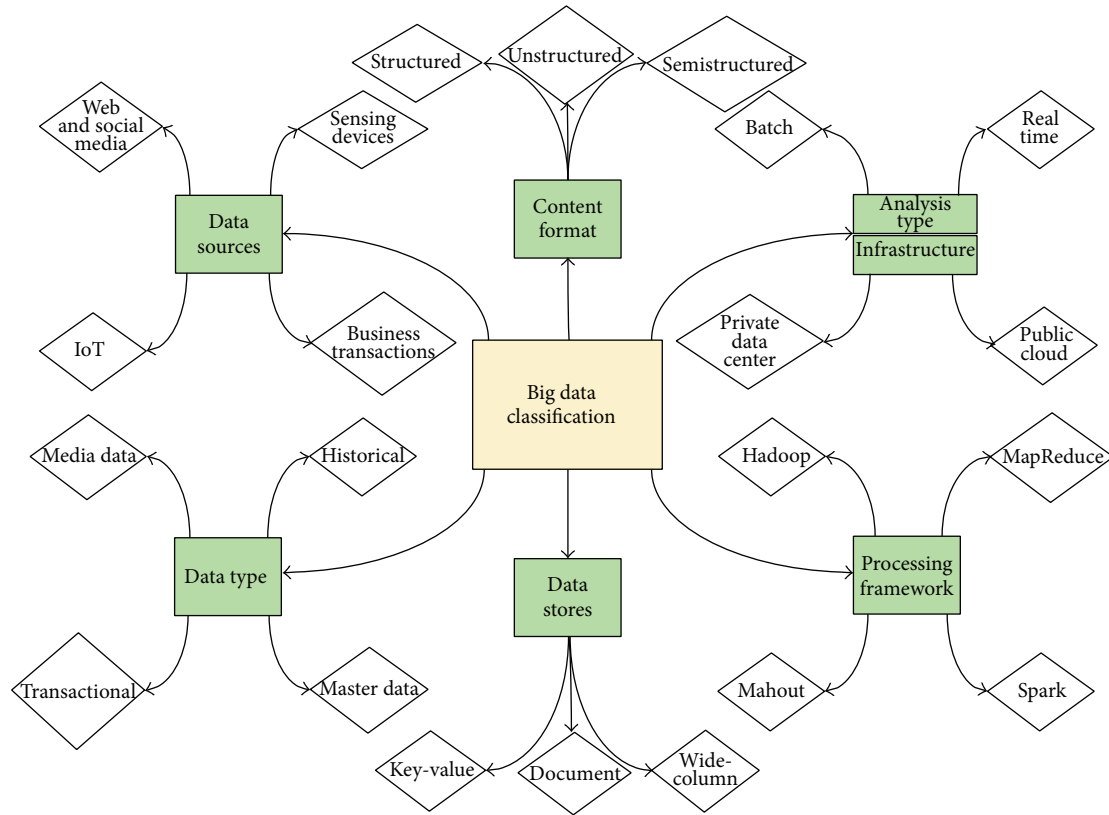 Structured
Unstructured
Semistructured
Web
and social
media
Sensing
devices
Batch
Real
time
Data
sources
Content
format
Analysis
type
Infrastructure
IoT
Business
transactions
Private
data
center
Public
cloud
Big data
classification
Media data
Historical
Hadoop
MapReduce
Data type
Data
stores
Processing
framework
Transactional
Master data
Mahout
Spark
Key-value
Document
Wide-
column